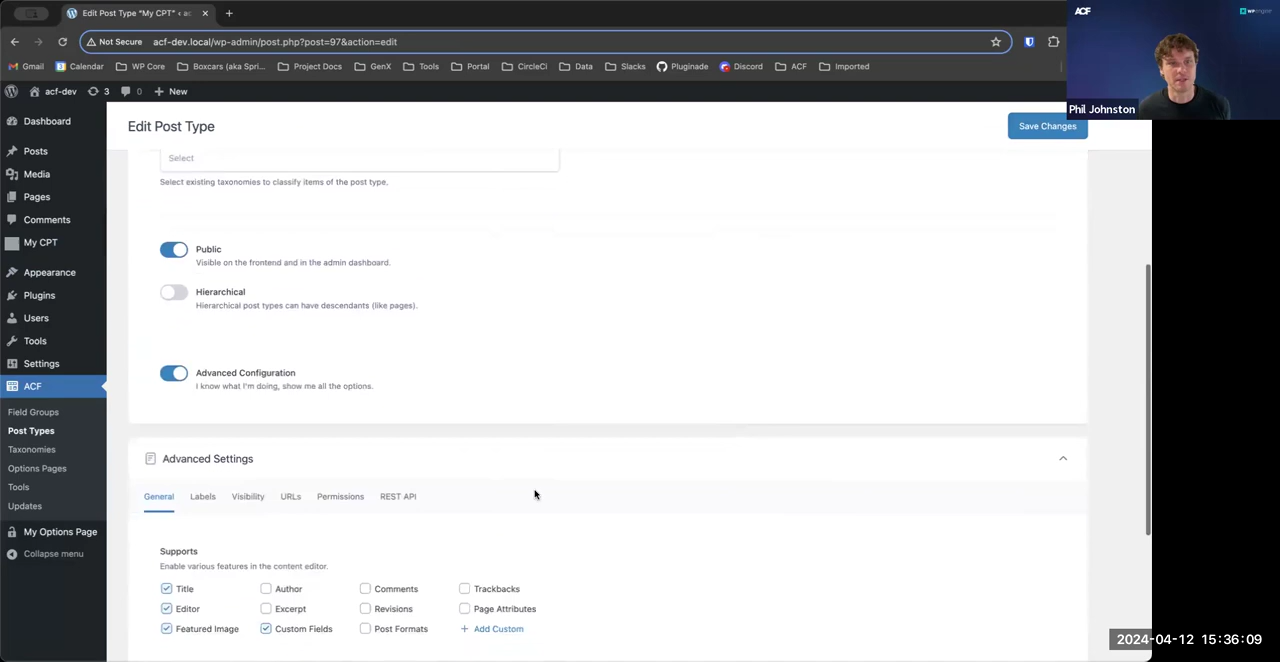 Edit Post Type "My CPT" ‹ ac
Not Secure acf-dev.local/wp-admin/post.php?post=97&action=edit
Gmail Calendar WP Core Boxcars (aka Spri... Project Docs GenX Tools Portal CircleCi Data Slacks Pluginade Discord ACF Imported
acf-dev 3 0 New
ACF
WP engine
Phil Johnston
Dashboard
Posts
Media
Pages
Comments
My CPT
Appearance
Plugins
Users
Tools
Settings
ACF
Field Groups
Post Types
Taxonomies
Options Pages
Tools
Updates
My Options Page
Collapse menu
Edit Post Type
Save Changes
Select
Select existing taxonomies to classify items of the post type.
Public
Visible on the frontend and in the admin dashboard.
Hierarchical
Hierarchical post types can have descendants (like pages).
Advanced Configuration
I know what I'm doing, show me all the options.
Advanced Settings
General Labels Visibility URLs Permissions REST API
Supports
Enable various features in the content editor.
Title Author Comments Trackbacks
Editor Excerpt Revisions Page Attributes
Featured Image Custom Fields Post Formats + Add Custom
2024-04-12 15:36:09